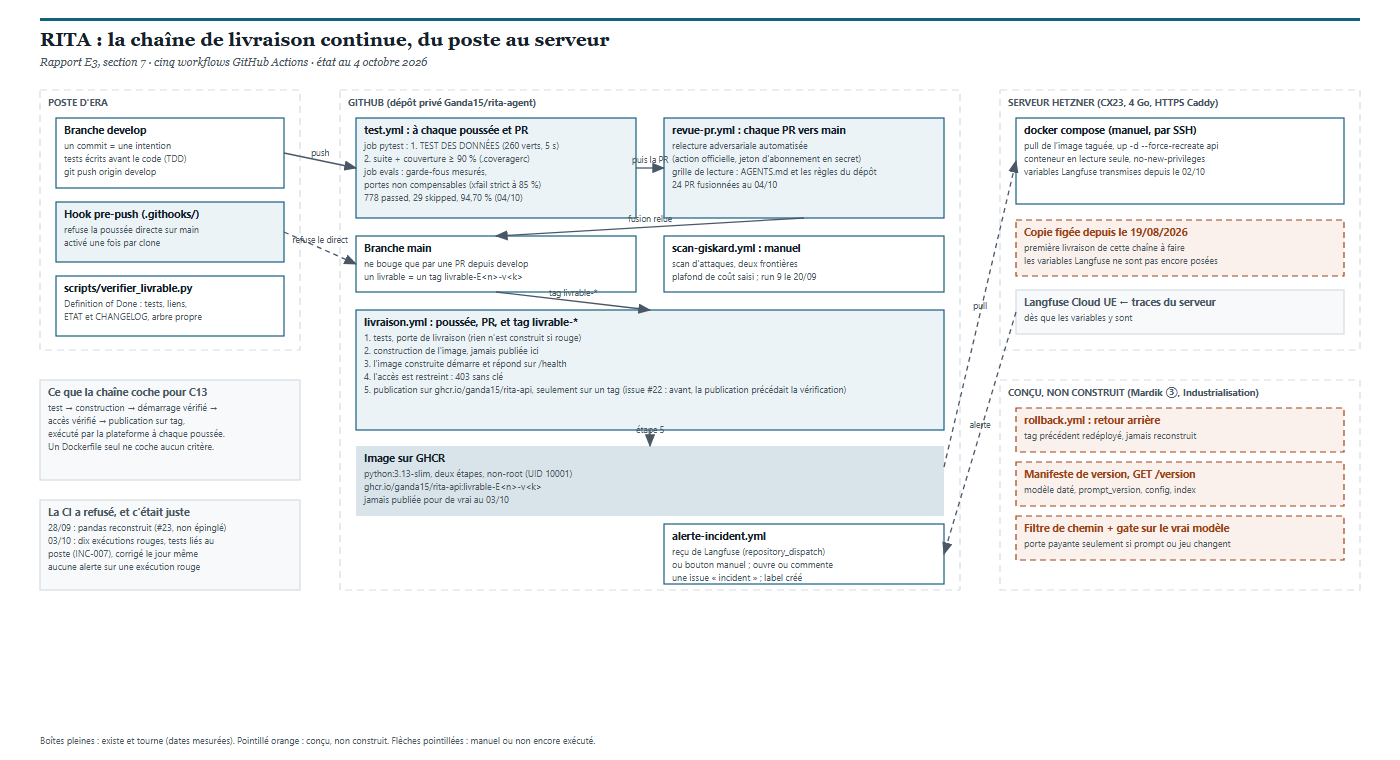 RITA : la chaîne de livraison continue, du poste au serveur
Rapport E3, section 7 · cinq workflows GitHub Actions · état au 4 octobre 2026
POSTE D'ERA
Branche develop
un commit = une intention
tests écrits avant le code (TDD)
git push origin develop
Hook pre-push (.githooks/)
refuse la poussée directe sur main
activé une fois par clone
scripts/verifier_livrable.py
Definition of Done : tests, liens,
ETAT et CHANGELOG, arbre propre
push
refuse le direct
GITHUB (dépôt privé Ganda15/rita-agent)
test.yml : à chaque poussée et PR
job pytest : 1. TEST DES DONNÉES (260 verts, 5 s)
2. suite + couverture ≥ 90 % (.coveragerc)
job evals : garde-fous mesurés,
portes non compensables (xfail strict à 85 %)
778 passed, 29 skipped, 94,70 % (04/10)
puis la PR
revue-pr.yml : chaque PR vers main
relecture adversariale automatisée
(action officielle, jeton d'abonnement en secret)
grille de lecture : AGENTS.md et les règles du dépôt
24 PR fusionnées au 04/10
fusion relue
Branche main
ne bouge que par une PR depuis develop
un livrable = un tag livrable-E<n>-v<k>
scan-giskard.yml : manuel
scan d'attaques, deux frontières
plafond de coût saisi ; run 9 le 20/09
tag livrable-*
livraison.yml : poussée, PR, et tag livrable-*
1. tests, porte de livraison (rien n'est construit si rouge)
2. construction de l'image, jamais publiée ici
3. l'image construite démarre et répond sur /health
4. l'accès est restreint : 403 sans clé
5. publication sur ghcr.io/ganda15/rita-api, seulement sur un tag (issue #22 : avant, la publication précédait la vérification)
étape 5
Image sur GHCR
python:3.13-slim, deux étapes, non-root (UID 10001)
ghcr.io/ganda15/rita-api:livrable-E<n>-v<k>
jamais publiée pour de vrai au 03/10
alerte-incident.yml
reçu de Langfuse (repository_dispatch)
ou bouton manuel ; ouvre ou commente
une issue « incident » ; label créé
pull
alerte
SERVEUR HETZNER (CX23, 4 Go, HTTPS Caddy)
docker compose (manuel, par SSH)
pull de l'image taguée, up -d --force-recreate api
conteneur en lecture seule, no-new-privileges
variables Langfuse transmises depuis le 02/10
Copie figée depuis le 19/08/2026
première livraison de cette chaîne à faire
les variables Langfuse ne sont pas encore posées
Langfuse Cloud UE ← traces du serveur
dès que les variables y sont
CONÇU, NON CONSTRUIT (Mardik ③, Industrialisation)
rollback.yml : retour arrière
tag précédent redéployé, jamais reconstruit
Manifeste de version, GET /version
modèle daté, prompt_version, config, index
Filtre de chemin + gate sur le vrai modèle
porte payante seulement si prompt ou jeu changent
Ce que la chaîne coche pour C13
test → construction → démarrage vérifié →
accès vérifié → publication sur tag,
exécuté par la plateforme à chaque poussée.
Un Dockerfile seul ne coche aucun critère.
La CI a refusé, et c'était juste
28/09 : pandas reconstruit (#23, non épinglé)
03/10 : dix exécutions rouges, tests liés au
poste (INC-007), corrigé le jour même
aucune alerte sur une exécution rouge
Boîtes pleines : existe et tourne (dates mesurées). Pointillé orange : conçu, non construit. Flèches pointillées : manuel ou non encore exécuté.